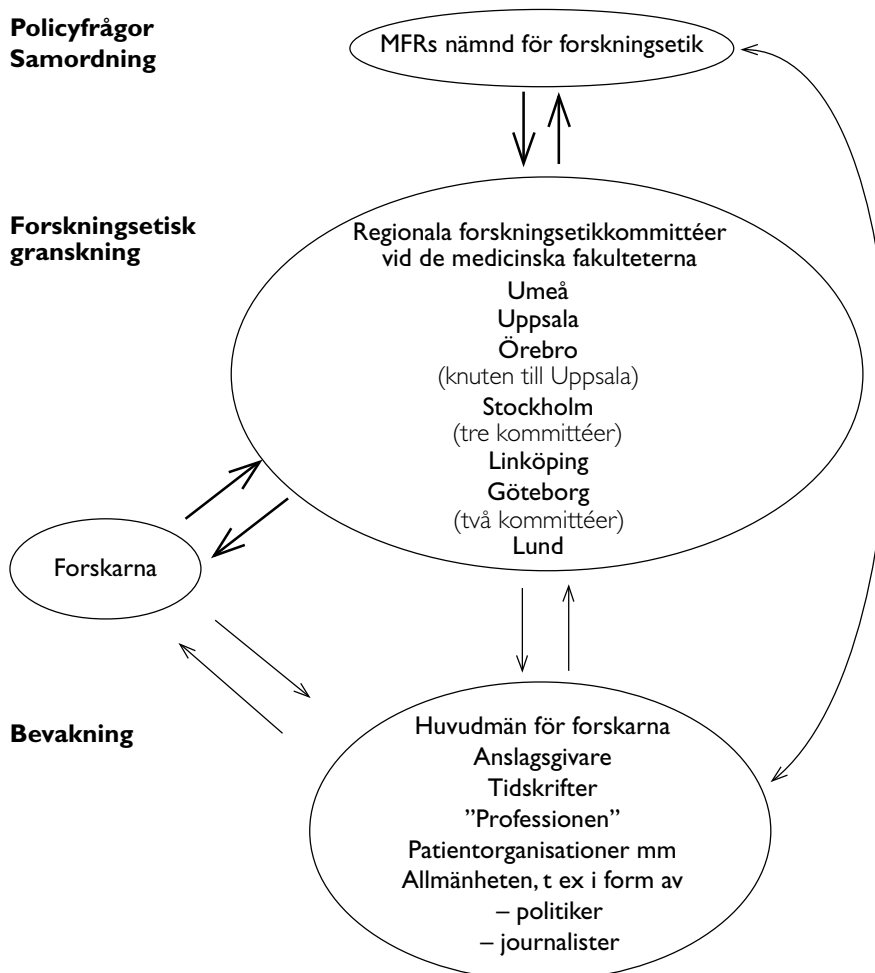 Policyfrågor
Samordning
MFRs nämnd för forskningsetik
Forskningsetisk
granskning
Regionala forskningsetikkommittéer
vid de medicinska fakulteterna
Umeå
Uppsala
Örebro
(knuten till Uppsala)
Stockholm
(tre kommittéer)
Linköping
Göteborg
(två kommittéer)
Lund
Forskarna
Bevakning
Huvudmän för forskarna
Anslagsgivare
Tidskrifter
”Professionen”
Patientorganisationer mm
Allmänheten, t ex i form av
– politiker
– journalister